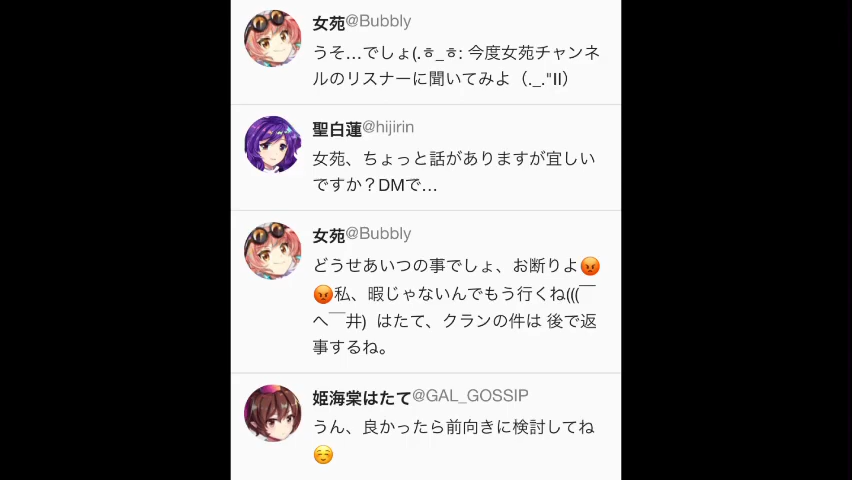 女苑@Bubbly
うそ…でしょ(.ㅎ_ㅎ: 今度女苑チャンネ
ルのリスナーに聞いてみよ（._."II）
聖白蓮@hijirin
女苑、ちょっと話がありますが宜しい
ですか？DMで…
女苑@Bubbly
どうせあいつの事でしょ、お断りよ😡
😡私、暇じゃないんでもう行くね(((￣
へ￣井) はたて、クランの件は 後で返
事するね。
姫海棠はたて@GAL_GOSSIP
うん、良かったら前向きに検討してね
☺️